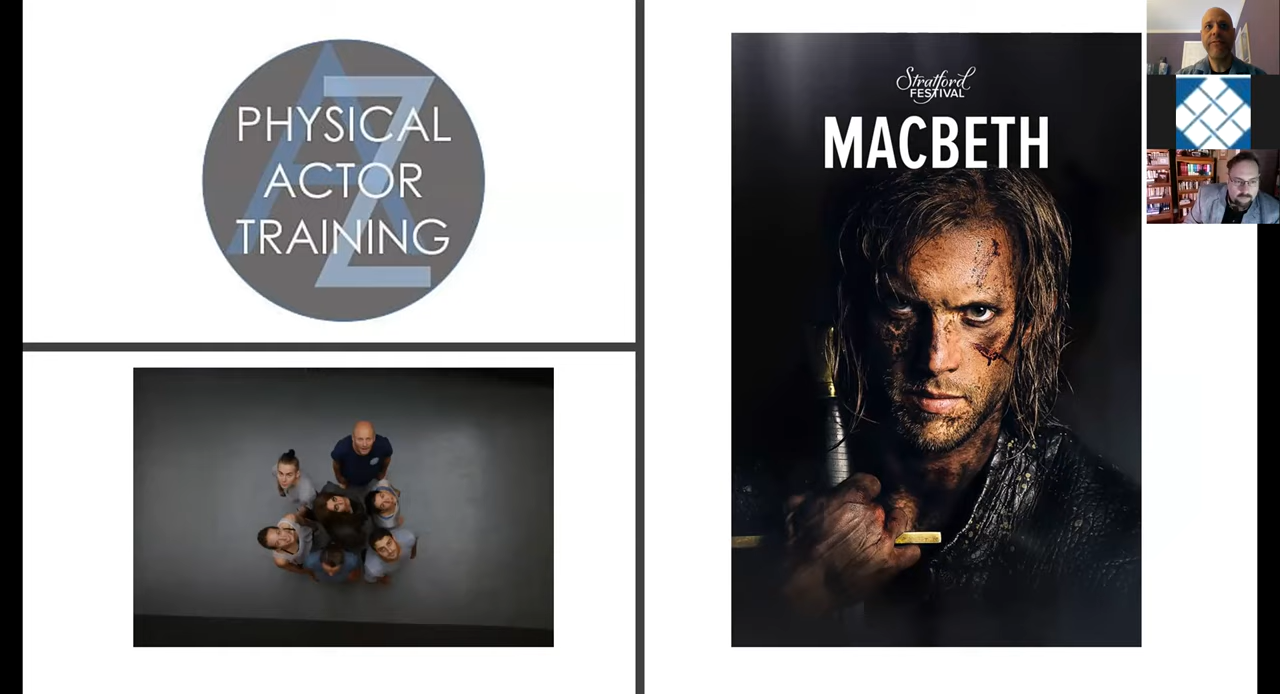 PHYSICAL
ACTOR
TRAINING
Stratford
FESTIVAL
MACBETH